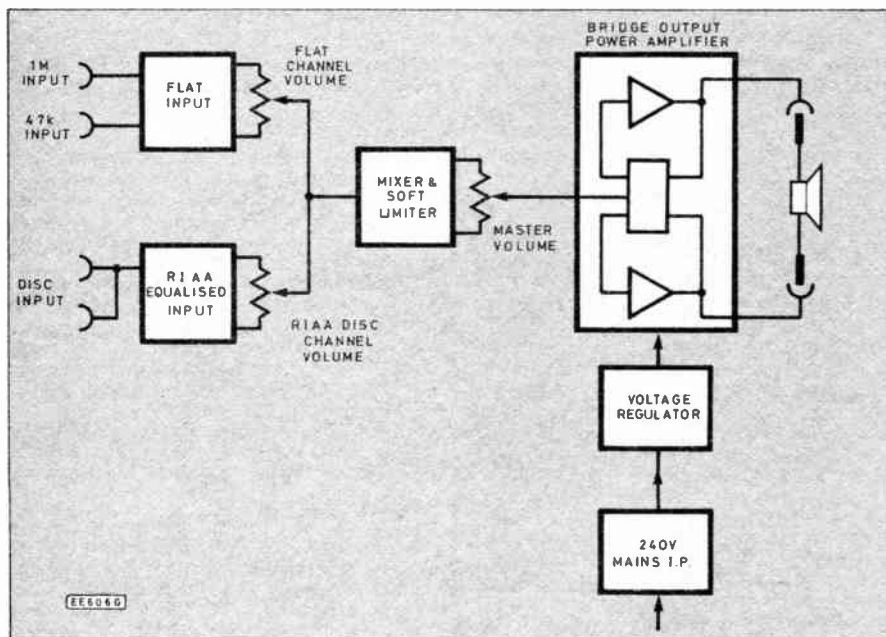 BRIDGE OUTPUT
POWER AMPLIFIER
1M
INPUT
47k
INPUT
FLAT
INPUT
FLAT
CHANNEL
VOLUME
MIXER &
SOFT
LIMITER
MASTER
VOLUME
DISC
INPUT
RIAA
EQUALISED
INPUT
RIAA DISC
CHANNEL
VOLUME
VOLTAGE
REGULATOR
240V
MAINS I.P.
EE606G